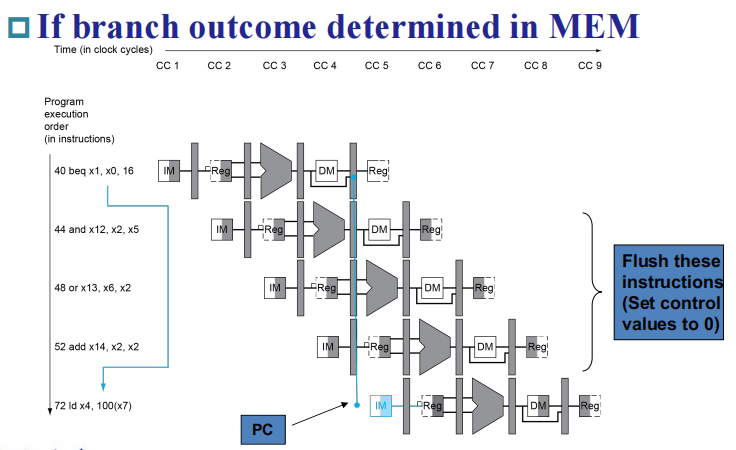 If branch outcome determined in MEM
Time (in clock cycles)
CC 1 CC 2 CC 3 CC 4 CC 5 CC 6 CC 7 CC 8 CC 9
Program
execution
order
(in instructions)
40 beq x1, x0, 16
IM Reg DM Reg
44 and x12, x2, x5
IM Reg DM Reg
48 or x13, x6, x2
IM Reg DM Reg
52 add x14, x2, x2
IM Reg DM Reg
72 ld x4, 100(x7)
IM Reg DM Reg
Flush these
instructions
(Set control
values to 0)
PC